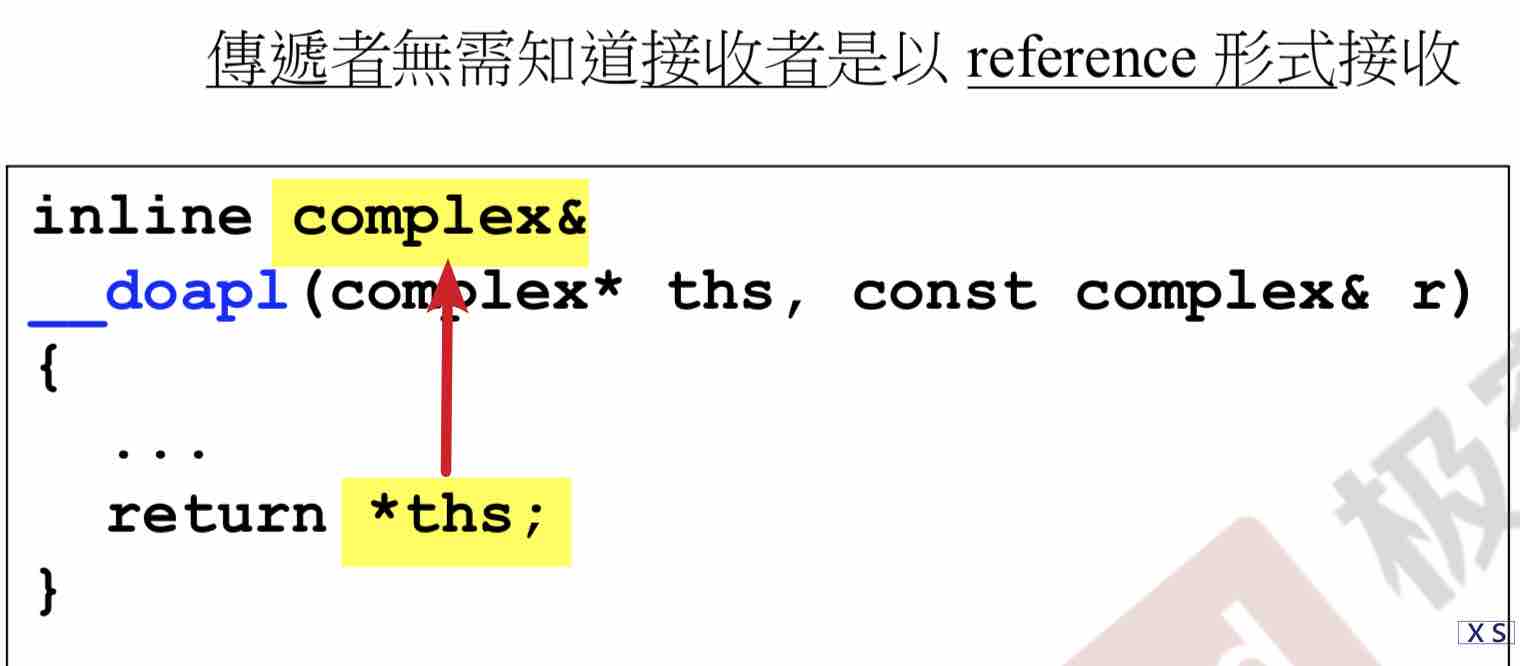 傳遞者無需知道接收者是以 reference 形式接收
inline complex&
__doapl(complex* ths, const complex& r)
{
...
return *ths;
}
极
X S